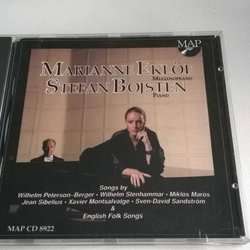 MAP
MARIANNE EKLÖF
MEZZOSOPRANO
STEFAN BOJSTEN
PIANO
Songs by
Wilhelm Peterson-Berger - Wilhelm Stenhammar - Miklos Maros
Jean Sibelius - Xavier Montsalvatge - Sven-David Sandström
&
English Folk Songs
MAP CD 8922